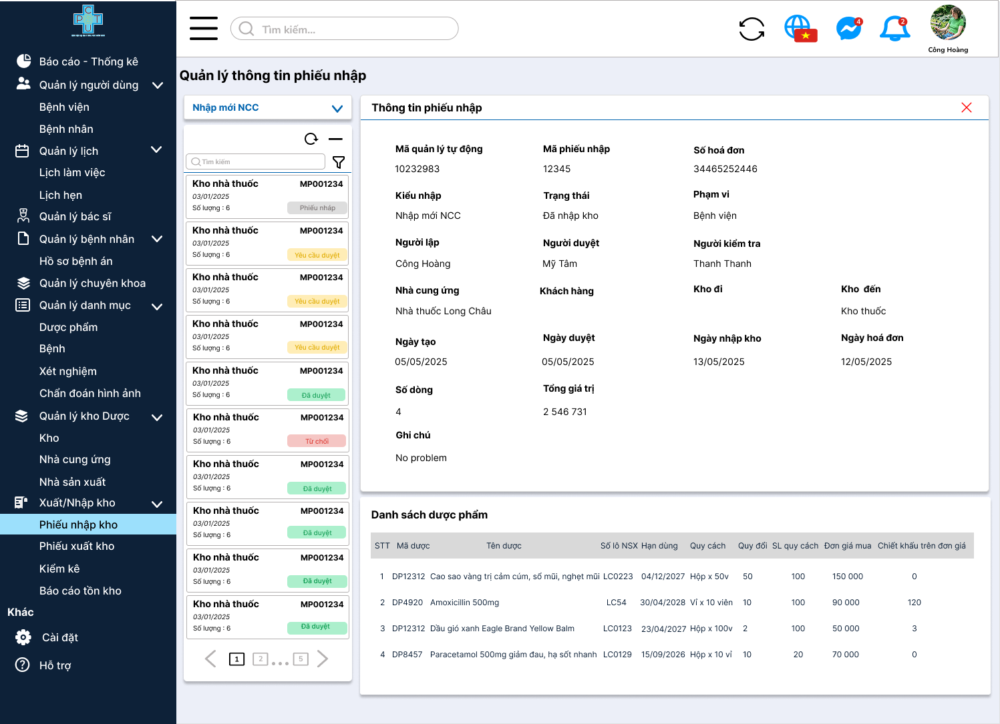 Báo cáo - Thống kê
Quản lý người dùng
Bệnh viện
Bệnh nhân
Quản lý lịch
Lịch làm việc
Lịch hẹn
Quản lý bác sĩ
Quản lý bệnh nhân
Hồ sơ bệnh án
Quản lý chuyên khoa
Quản lý danh mục
Dược phẩm
Bệnh
Xét nghiệm
Chẩn đoán hình ảnh
Quản lý kho Dược
Kho
Nhà cung ứng
Nhà sản xuất
Xuất/Nhập kho
Phiếu nhập kho
Phiếu xuất kho
Kiểm kê
Báo cáo tồn kho
Khác
Cài đặt
Hỗ trợ
Tìm kiếm...
4
2
Công Hoàng
Quản lý thông tin phiếu nhập
Nhập mới NCC
Tìm kiếm
Kho nhà thuốc MP001234
03/01/2025
Số lượng : 6 Phiếu nháp
Kho nhà thuốc MP001234
03/01/2025
Số lượng : 6 Yêu cầu duyệt
Kho nhà thuốc MP001234
03/01/2025
Số lượng : 6 Yêu cầu duyệt
Kho nhà thuốc MP001234
03/01/2025
Số lượng : 6 Yêu cầu duyệt
Kho nhà thuốc MP001234
03/01/2025
Số lượng : 6 Đã duyệt
Kho nhà thuốc MP001234
03/01/2025
Số lượng : 6 Từ chối
Kho nhà thuốc MP001234
03/01/2025
Số lượng : 6 Đã duyệt
Kho nhà thuốc MP001234
03/01/2025
Số lượng : 6 Đã duyệt
Kho nhà thuốc MP001234
03/01/2025
Số lượng : 6 Đã duyệt
Kho nhà thuốc MP001234
03/01/2025
Số lượng : 6 Đã duyệt
1 2 ... 5
Thông tin phiếu nhập
Mã quản lý tự động Mã phiếu nhập Số hoá đơn
10232983 12345 34465252446
Kiểu nhập Trạng thái Phạm vi
Nhập mới NCC Đã nhập kho Bệnh viện
Người lập Người duyệt Người kiểm tra
Công Hoàng Mỹ Tâm Thanh Thanh
Nhà cung ứng Khách hàng Kho đi Kho đến
Nhà thuốc Long Châu Kho thuốc
Ngày tạo Ngày duyệt Ngày nhập kho Ngày hoá đơn
05/05/2025 05/05/2025 13/05/2025 12/05/2025
Số dòng Tổng giá trị
4 2 546 731
Ghi chú
No problem
Danh sách dược phẩm
STT Mã dược Tên dược Số lô NSX Hạn dùng Quy cách Quy đổi SL quy cách Đơn giá mua Chiết khấu trên đơn giá
1 DP12312 Cao sao vàng trị cảm cúm, sổ mũi, nghẹt mũi LC0223 04/12/2027 Hộp x 50v 50 100 150 000 0
2 DP4920 Amoxicillin 500mg LC54 30/04/2028 Vỉ x 10 viên 10 100 90 000 120
3 DP12312 Dầu gió xanh Eagle Brand Yellow Balm LC0123 23/04/2027 Hộp x 100v 2 100 50 000 3
4 DP8457 Paracetamol 500mg giảm đau, hạ sốt nhanh LC0129 15/09/2026 Hộp x 10 vỉ 10 20 70 000 0